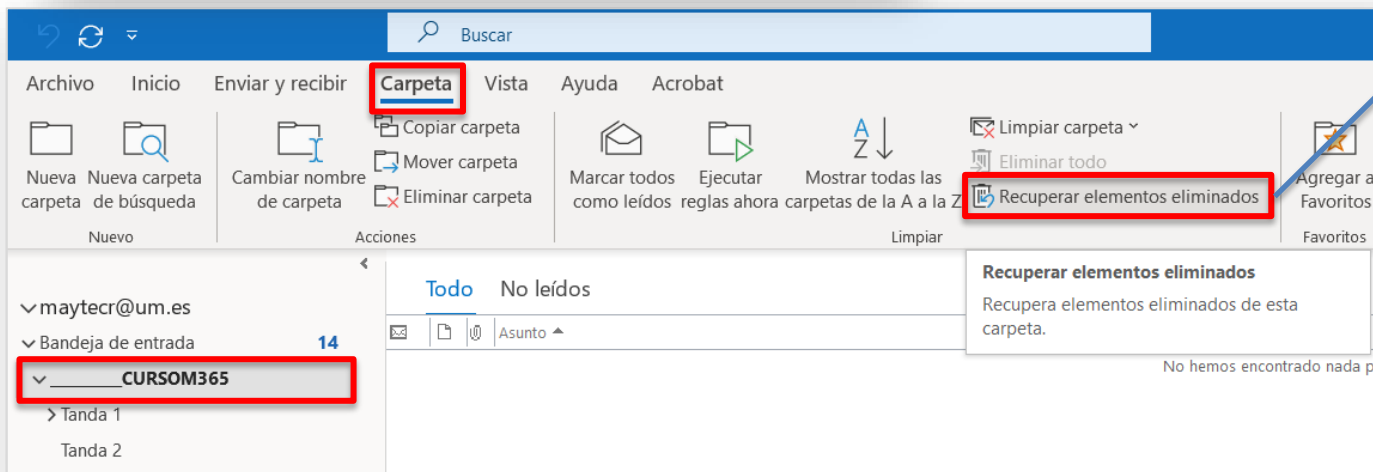 Buscar
Archivo Inicio Enviar y recibir Carpeta Vista Ayuda Acrobat
Nueva carpeta
Nueva carpeta de búsqueda
Cambiar nombre de carpeta
Copiar carpeta
Mover carpeta
Eliminar carpeta
Marcar todos como leídos
Ejecutar reglas ahora
A
Z
Mostrar todas las carpetas de la A a la Z
Limpiar carpeta
Eliminar todo
Recuperar elementos eliminados
Agregar a Favoritos
Nuevo Acciones Limpiar Favoritos
Recuperar elementos eliminados
Recupera elementos eliminados de esta
carpeta.
maytecr@um.es
Bandeja de entrada 14
________CURSOM365
Tanda 1
Tanda 2
Todo No leídos
Asunto
No hemos encontrado nada p